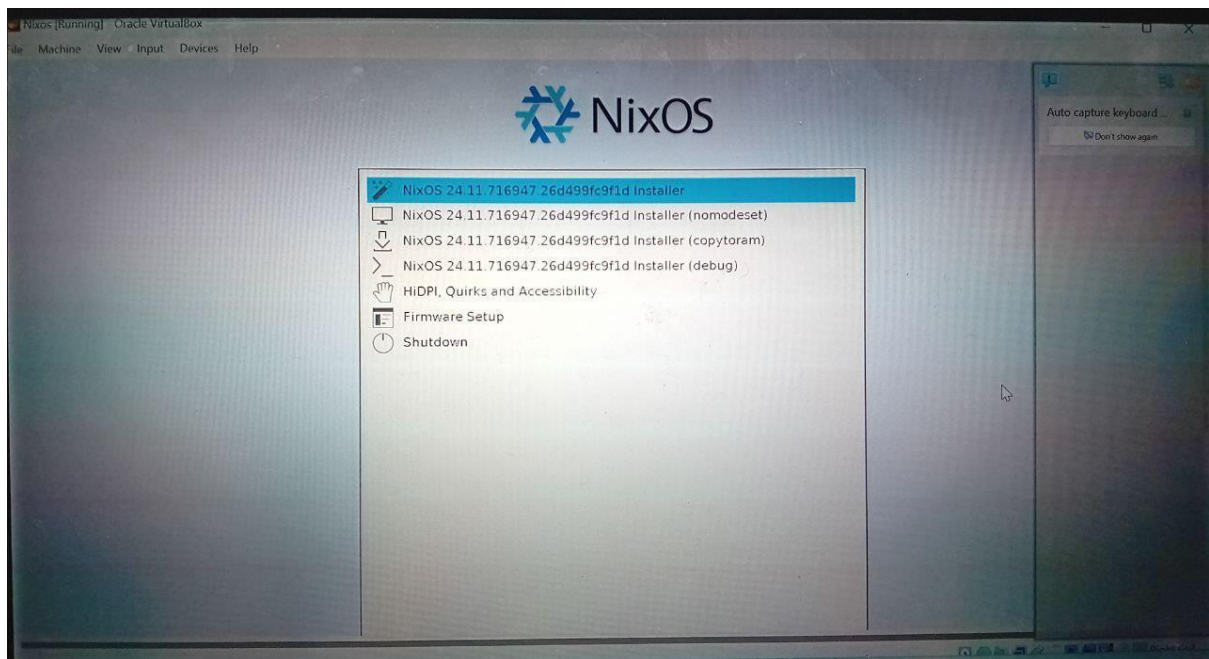 Nixos [Running] - Oracle VirtualBox
File Machine View Input Devices Help
NixOS
Auto capture keyboard ...
Don't show again
NixOS 24.11.716947.26d499fc9f1d Installer
NixOS 24.11.716947.26d499fc9f1d Installer (nomodeset)
NixOS 24.11.716947.26d499fc9f1d Installer (copytoram)
NixOS 24.11.716947.26d499fc9f1d Installer (debug)
HiDPI, Quirks and Accessibility
Firmware Setup
Shutdown